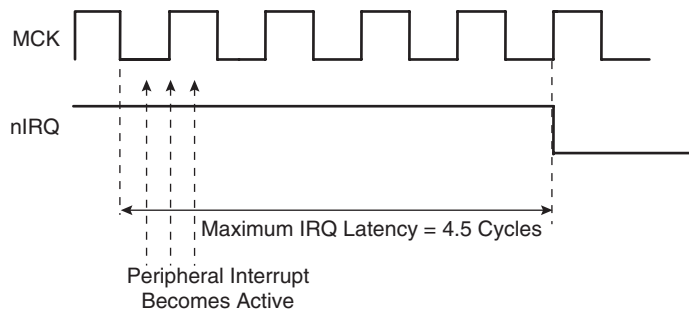 MCK
nIRQ
Maximum IRQ Latency = 4.5 Cycles
Peripheral Interrupt
Becomes Active